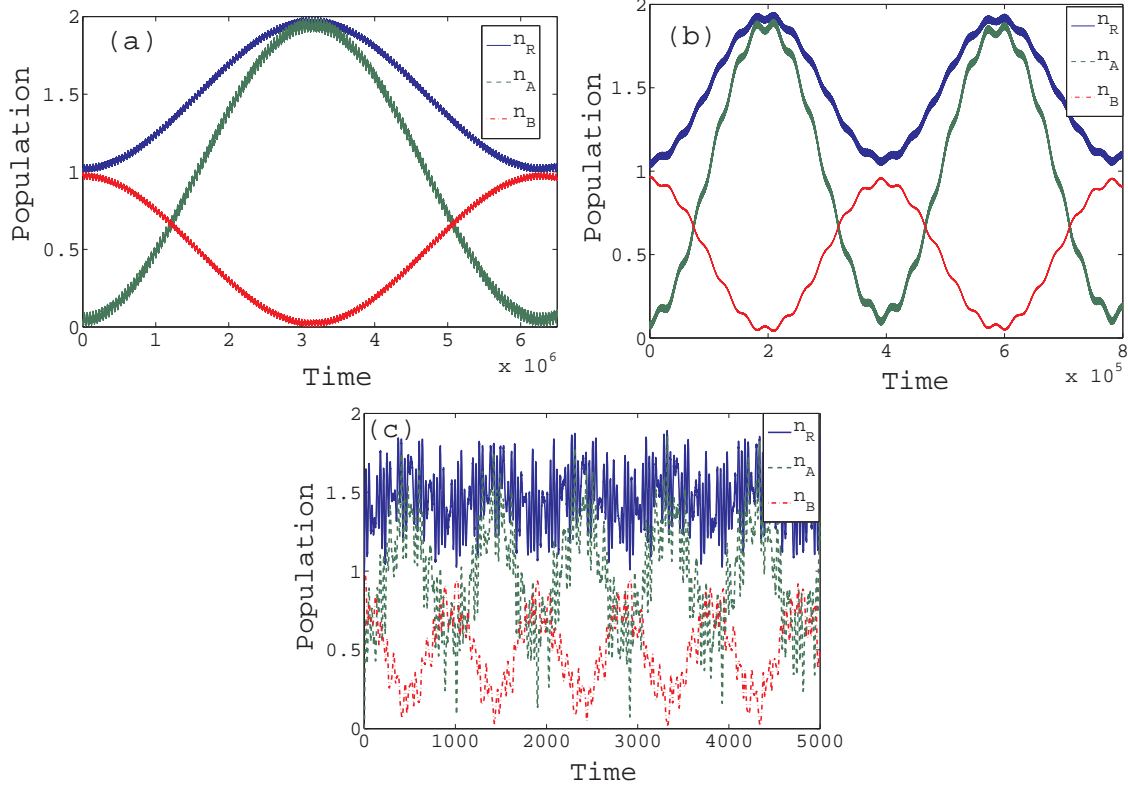 (a)
n_R
n_A
n_B
Population
2
1.5
1
0.5
0
0 1 2 3 4 5 6
x 10^6
Time
(b)
n_R
n_A
n_B
Population
2
1.5
1
0.5
0
0 2 4 6 8
x 10^5
Time
(c)
n_R
n_A
n_B
Population
2
1.5
1
0.5
0
0 1000 2000 3000 4000 5000
Time